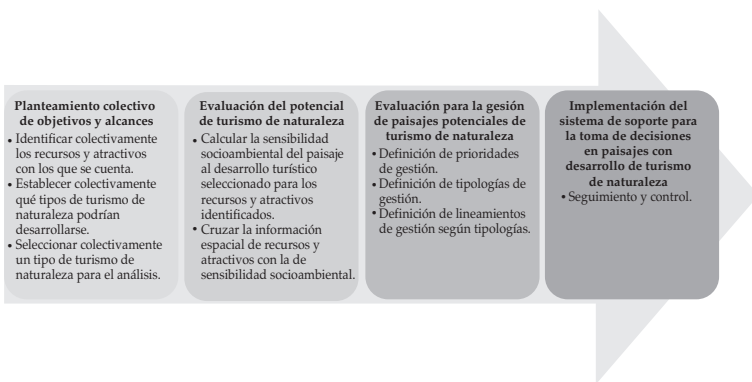 Planteamiento colectivo
de objetivos y alcances
• Identificar colectivamente
los recursos y atractivos
con los que se cuenta.
• Establecer colectivamente
qué tipos de turismo de
naturaleza podrían
desarrollarse.
• Seleccionar colectivamente
un tipo de turismo de
naturaleza para el análisis.
Evaluación del potencial
de turismo de naturaleza
• Calcular la sensibilidad
socioambiental del paisaje
al desarrollo turístico
seleccionado para los
recursos y atractivos
identificados.
• Cruzar la información
espacial de recursos y
atractivos con la de
sensibilidad socioambiental.
Evaluación para la gestión
de paisajes potenciales de
turismo de naturaleza
• Definición de prioridades
de gestión.
• Definición de tipologías de
gestión.
• Definición de lineamientos
de gestión según tipologías.
Implementación del
sistema de soporte para
la toma de decisiones
en paisajes con
desarrollo de turismo
de naturaleza
• Seguimiento y control.